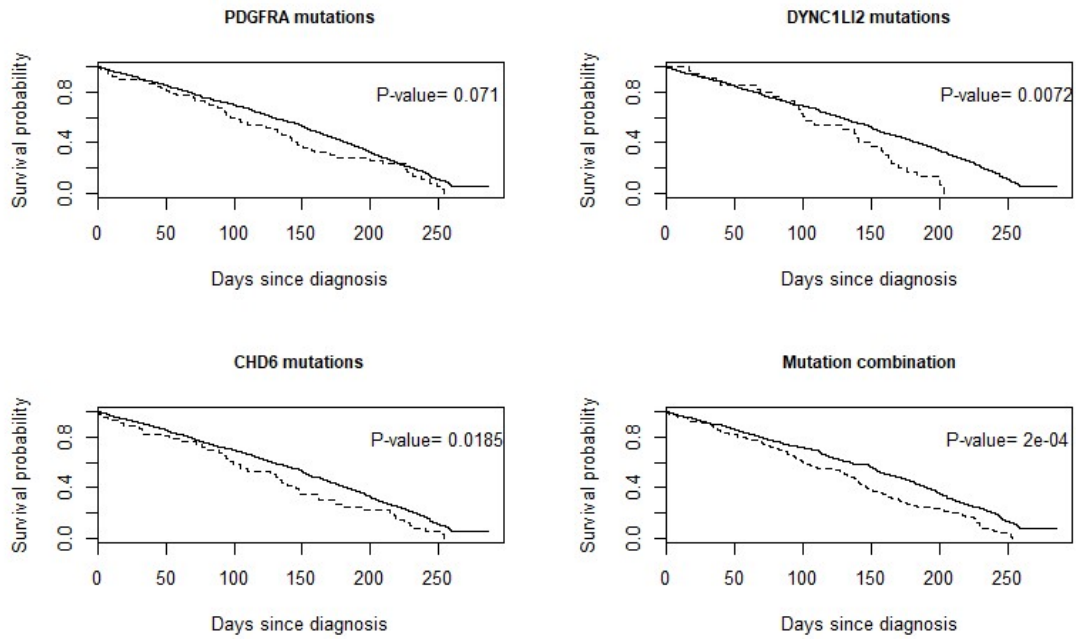 PDGFRA mutations
Survival probability
0.0 0.4 0.8
P-value= 0.071
0 50 100 150 200 250
Days since diagnosis
DYNC1LI2 mutations
Survival probability
0.0 0.4 0.8
P-value= 0.0072
0 50 100 150 200 250
Days since diagnosis
CHD6 mutations
Survival probability
0.0 0.4 0.8
P-value= 0.0185
0 50 100 150 200 250
Days since diagnosis
Mutation combination
Survival probability
0.0 0.4 0.8
P-value= 2e-04
0 50 100 150 200 250
Days since diagnosis